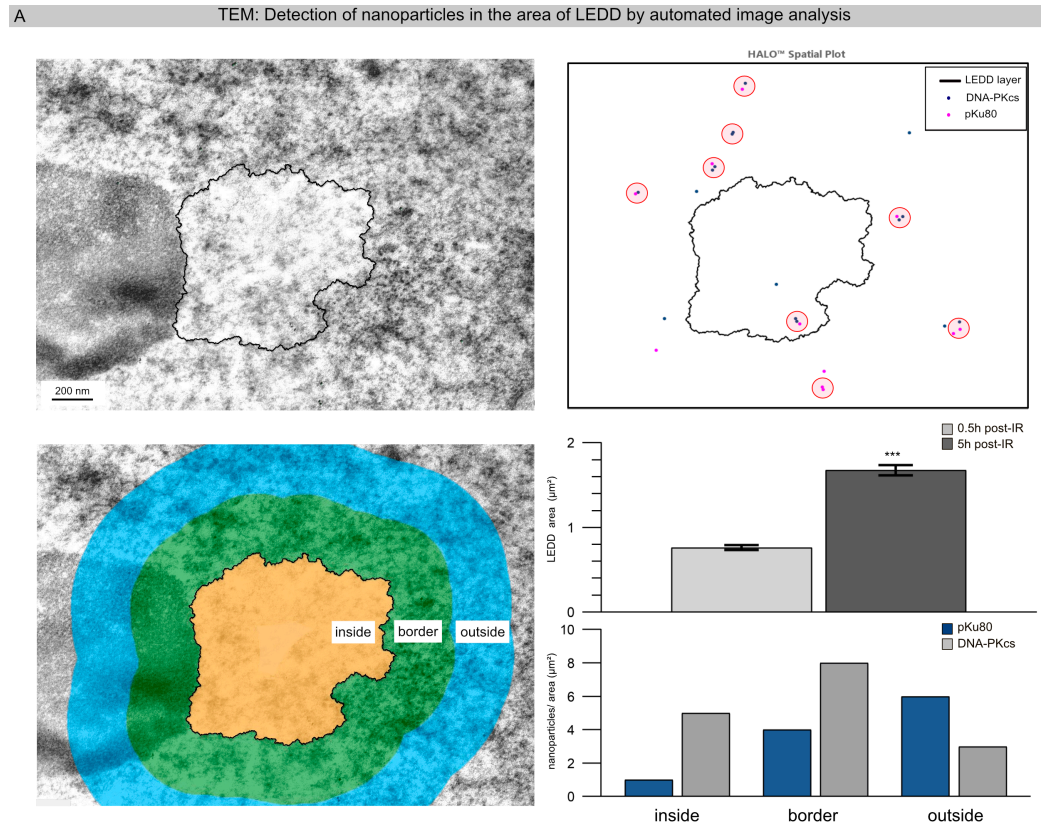 A
TEM: Detection of nanoparticles in the area of LEDD by automated image analysis
200 nm
HALO™ Spatial Plot
LEDD layer
DNA-PKcs
pKu80
inside
border
outside
0.5h post-IR
5h post-IR
***
LEDD area (μm²)
2
1
0
pKu80
DNA-PKcs
nanoparticles/ area (μm²)
10
8
6
4
2
0
inside border outside